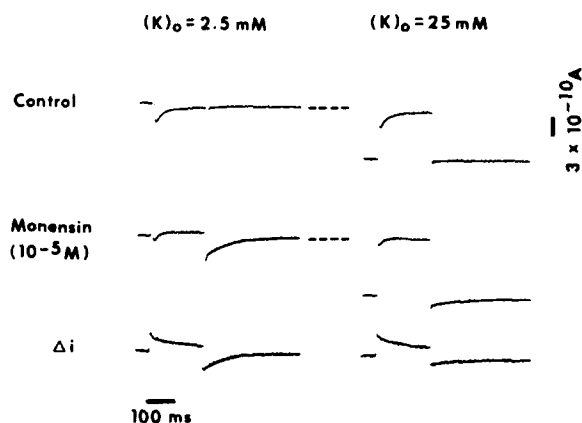 (K)o = 2.5 mM
(K)o = 25 mM
Control
3 × 10-10A
Monensin
(10-5M)
Δi
100 ms